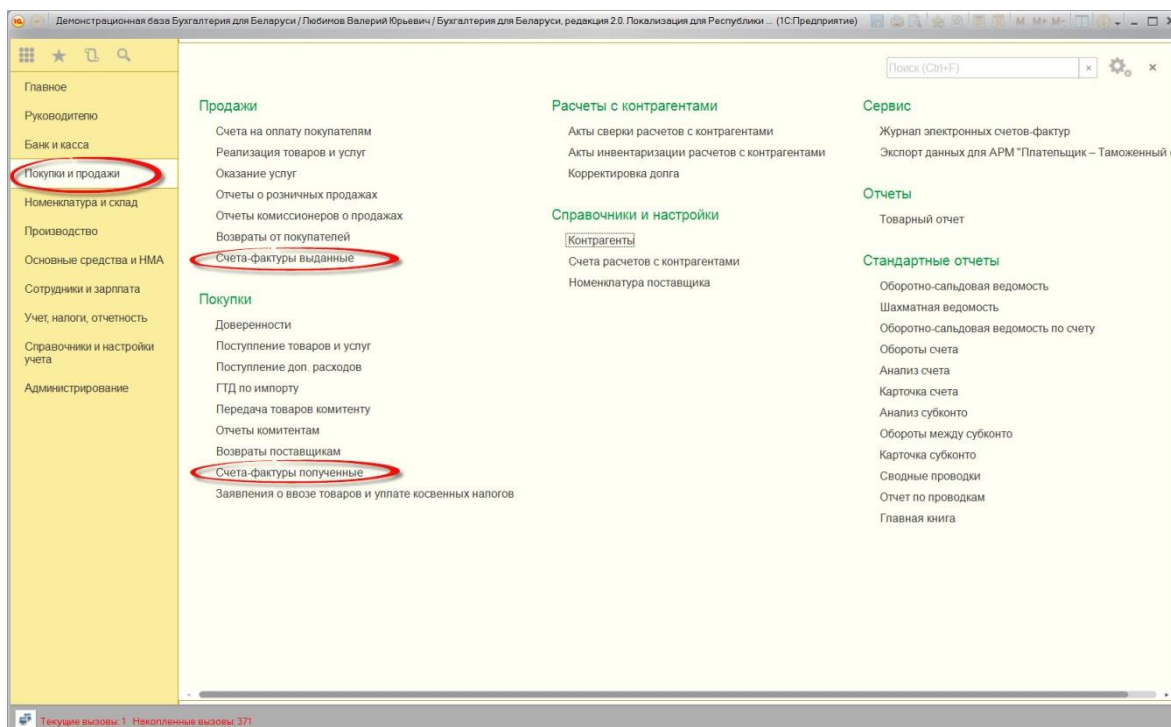 Демонстрационная база Бухгалтерия для Беларуси / Любимов Валерий Юрьевич / Бухгалтерия для Беларуси, редакция 2.0. Локализация для Республики ... (1С:Предприятие)
M M+ M-
Поиск (Ctrl+F)
Главное
Руководителю
Банк и касса
Покупки и продажи
Номенклатура и склад
Производство
Основные средства и НМА
Сотрудники и зарплата
Учет, налоги, отчетность
Справочники и настройки
учета
Администрирование
Продажи
Счета на оплату покупателям
Реализация товаров и услуг
Оказание услуг
Отчеты о розничных продажах
Отчеты комиссионеров о продажах
Возвраты от покупателей
Счета-фактуры выданные
Покупки
Доверенности
Поступление товаров и услуг
Поступление доп. расходов
ГТД по импорту
Передача товаров комитенту
Отчеты комитентам
Возвраты поставщикам
Счета-фактуры полученные
Заявления о ввозе товаров и уплате косвенных налогов
Расчеты с контрагентами
Акты сверки расчетов с контрагентами
Акты инвентаризации расчетов с контрагентами
Корректировка долга
Справочники и настройки
Контрагенты
Счета расчетов с контрагентами
Номенклатура поставщика
Сервис
Журнал электронных счетов-фактур
Экспорт данных для АРМ "Плательщик – Таможенный
Отчеты
Товарный отчет
Стандартные отчеты
Оборотно-сальдовая ведомость
Шахматная ведомость
Оборотно-сальдовая ведомость по счету
Обороты счета
Анализ счета
Карточка счета
Анализ субконто
Обороты между субконто
Карточка субконто
Сводные проводки
Отчет по проводкам
Главная книга
Текущие вызовы: 1 Накопленные вызовы: 371